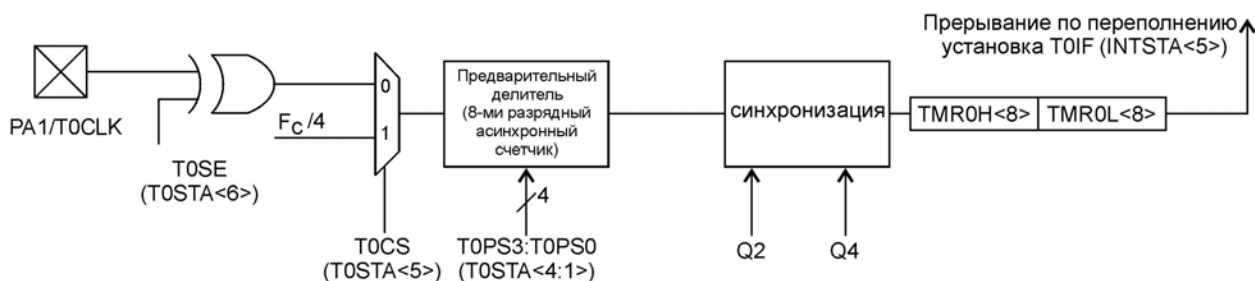 Прерывание по переполнению
установка T0IF (INTSTA<5>)
PA1/T0CLK
T0SE
(T0STA<6>)
Fc /4
0
1
T0CS
(T0STA<5>)
Предварительный
делитель
(8-ми разрядный
асинхронный
счетчик)
4
T0PS3:T0PS0
(T0STA<4:1>)
синхронизация
Q2
Q4
TMR0H<8>
TMR0L<8>